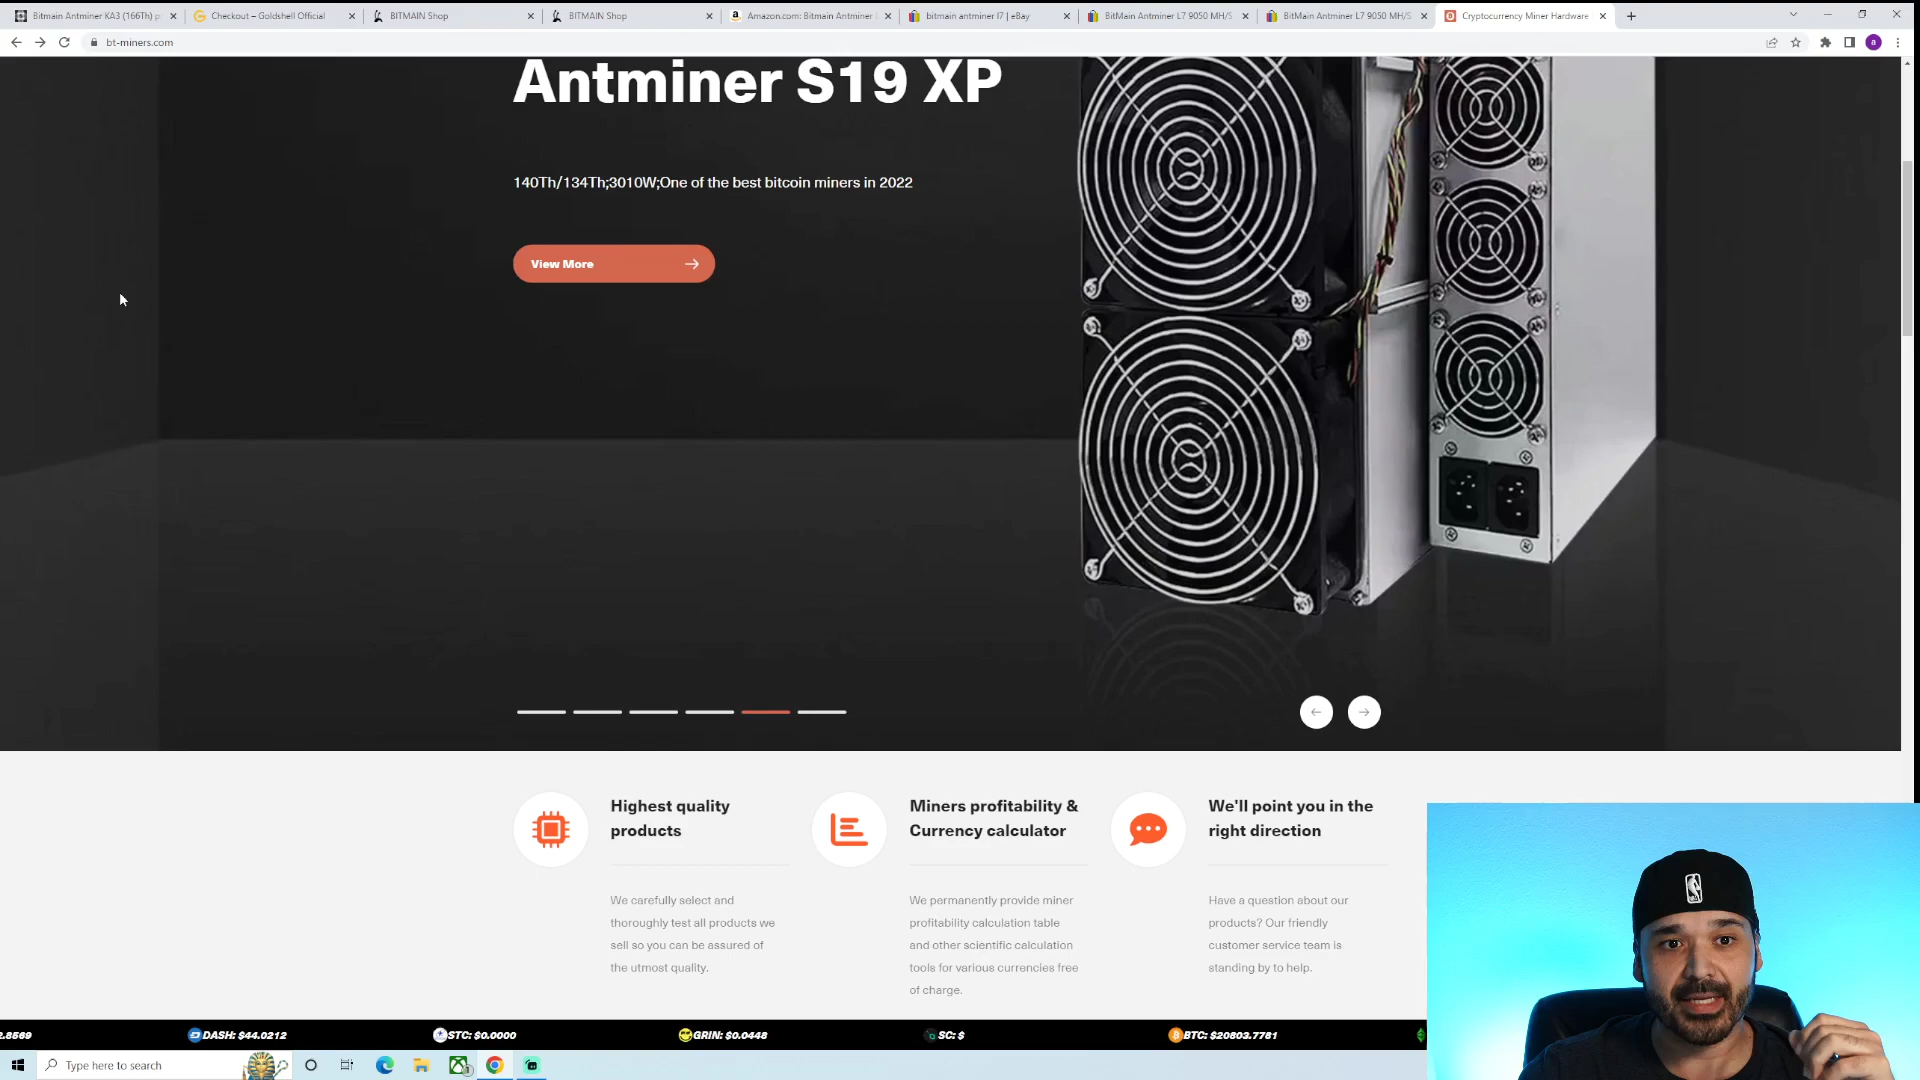 Bitmain Antminer KA3 (166Th) p
Checkout – Goldshell Official
BITMAIN Shop
BITMAIN Shop
Amazon.com: Bitmain Antminer
bitmain antminer l7 | eBay
BitMain Antminer L7 9050 MH/S
BitMain Antminer L7 9050 MH/S
Cryptocurrency Miner Hardware
bt-miners.com
a
Antminer S19 XP
140Th/134Th;3010W;One of the best bitcoin miners in 2022
View More
Highest quality
products
We carefully select and
thoroughly test all products we
sell so you can be assured of
the utmost quality.
Miners profitability &
Currency calculator
We permanently provide miner
profitability calculation table
and other scientific calculation
tools for various currencies free
of charge.
We'll point you in the
right direction
Have a question about our
products? Our friendly
customer service team is
standing by to help.
2.8569
DASH: $44.0212
STC: $0.0000
GRIN: $0.0448
SC: $
BTC: $20803.7781
Type here to search